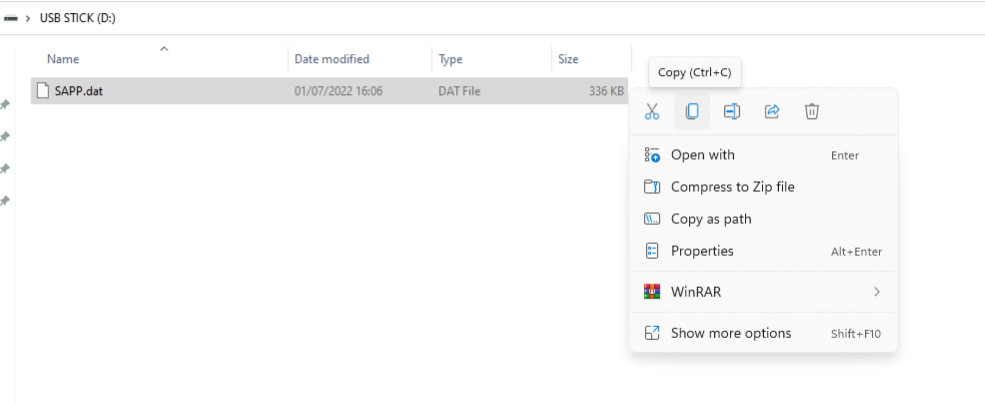 USB STICK (D:)
Name Date modified Type Size
SAPP.dat 01/07/2022 16:06 DAT File 336 KB
Copy (Ctrl+C)
Open with Enter
Compress to Zip file
Copy as path
Properties Alt+Enter
WinRAR
Show more options Shift+F10